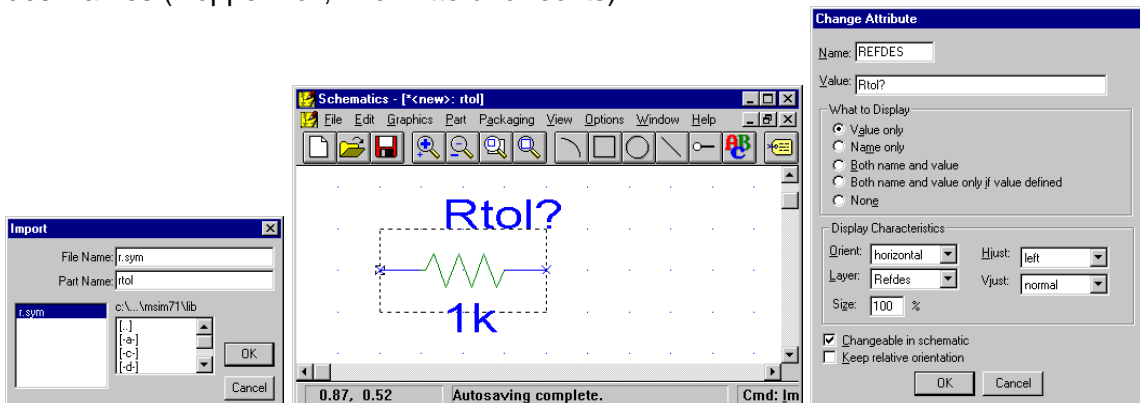 Import
File Name: r.sym
Part Name: rtol
r.sym
c:\...\msim71\lib
[..]
[-a-]
[-c-]
[-d-]
OK
Cancel
Schematics - [*<new>: rtol]
File Edit Graphics Part Packaging View Options Window Help
ABC
Rtol?
1k
0.87, 0.52 Autosaving complete. Cmd: Im
Change Attribute
Name: REFDES
Value: Rtol?
What to Display
Value only
Name only
Both name and value
Both name and value only if value defined
None
Display Characteristics
Orient: horizontal Hjust: left
Layer: Refdes Vjust: normal
Size: 100 %
Changeable in schematic
Keep relative orientation
OK Cancel